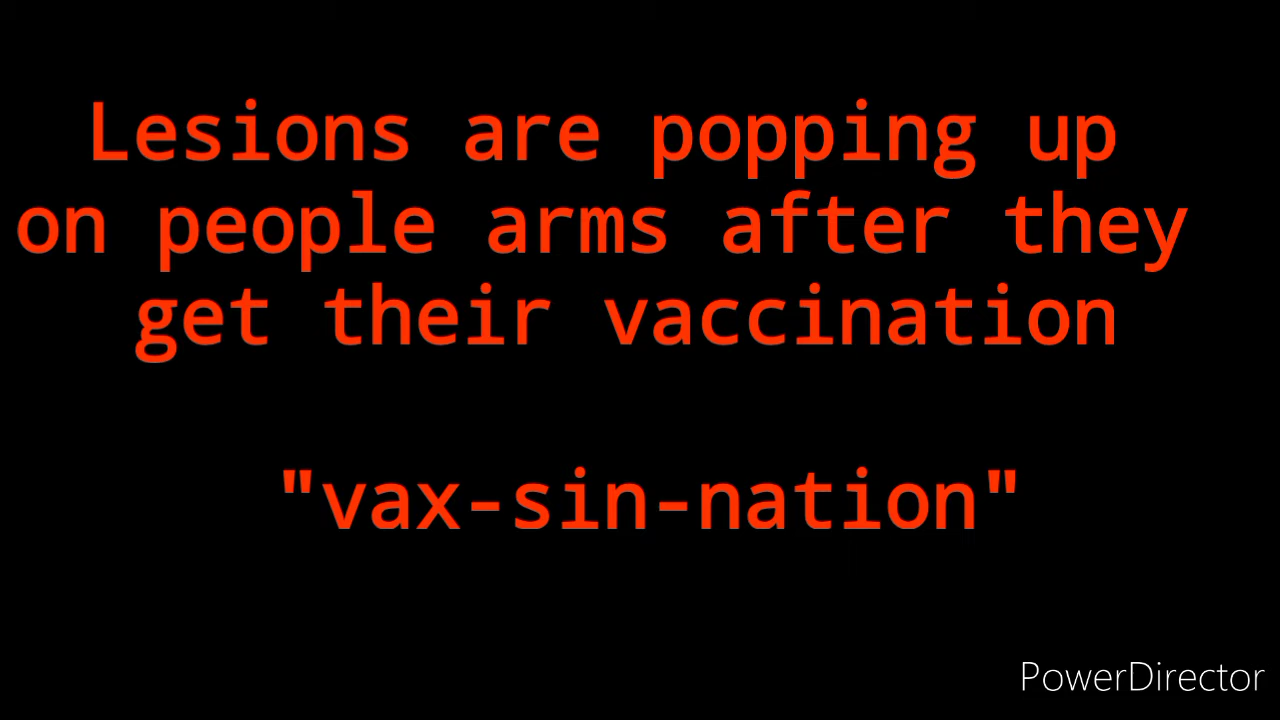 Lesions are popping up
on people arms after they
get their vaccination
"vax-sin-nation"
PowerDirector